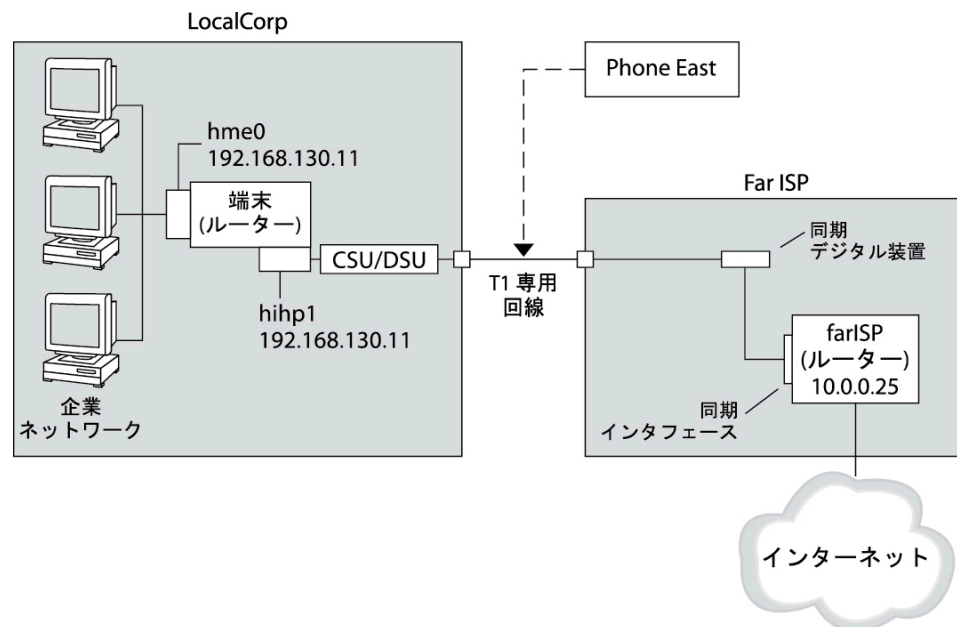 LocalCorp
Phone East
hme0
192.168.130.11
端末
(ルーター)
CSU/DSU
hihp1
192.168.130.11
企業
ネットワーク
T1 専用
回線
Far ISP
同期
デジタル装置
farISP
(ルーター)
10.0.0.25
同期
インタフェース
インターネット